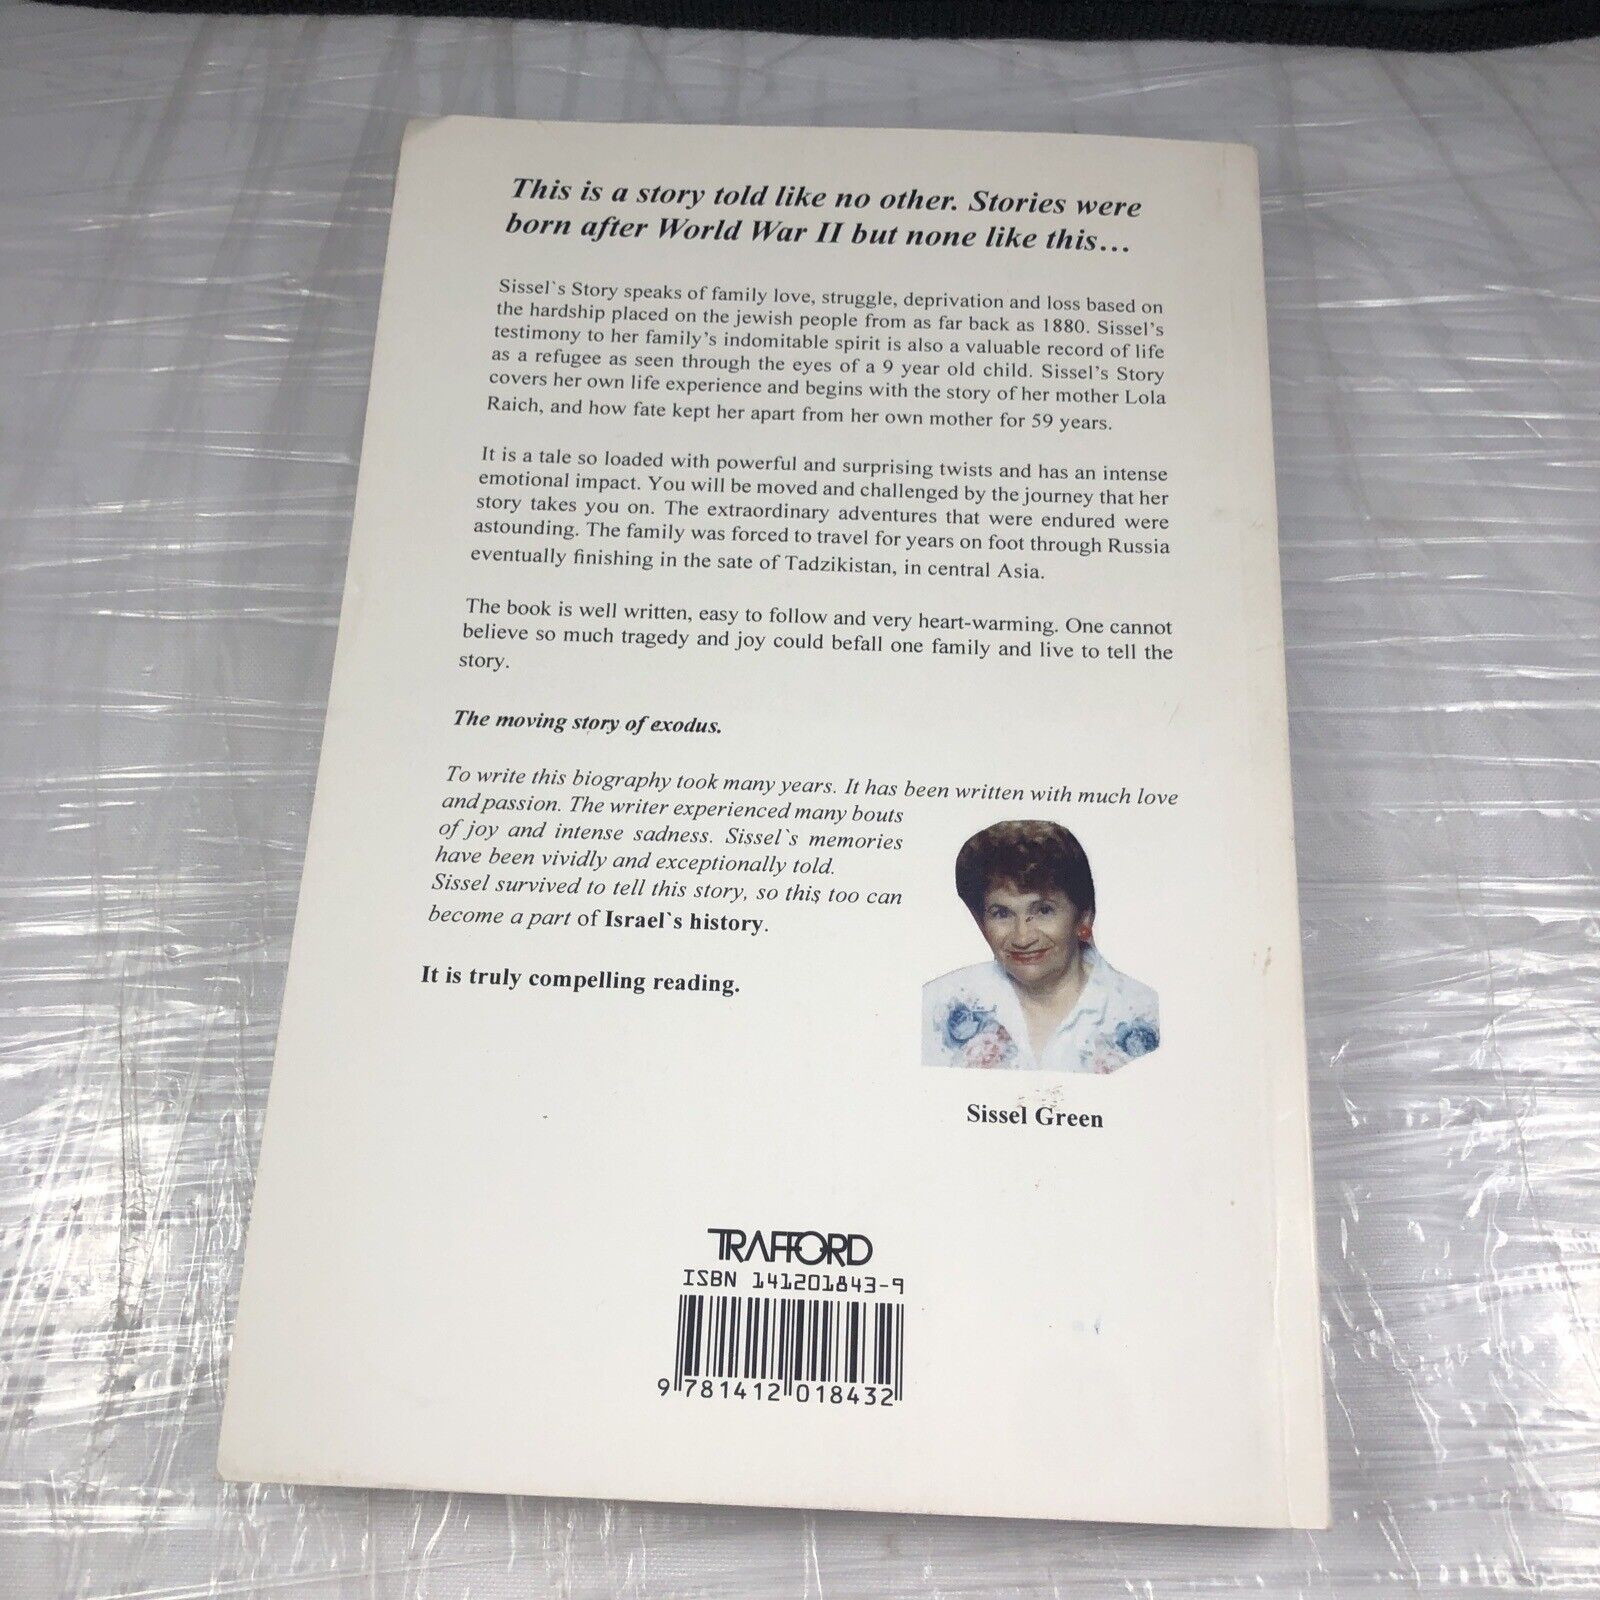 This is a story told like no other. Stories were
born after World War II but none like this...
Sissel`s Story speaks of family love, struggle, deprivation and loss based on
the hardship placed on the jewish people from as far back as 1880. Sissel's
testimony to her family's indomitable spirit is also a valuable record of life
as a refugee as seen through the eyes of a 9 year old child. Sissel's Story
covers her own life experience and begins with the story of her mother Lola
Raich, and how fate kept her apart from her own mother for 59 years.
It is a tale so loaded with powerful and surprising twists and has an intense
emotional impact. You will be moved and challenged by the journey that her
story takes you on. The extraordinary adventures that were endured were
astounding. The family was forced to travel for years on foot through Russia
eventually finishing in the sate of Tadzikistan, in central Asia.
The book is well written, easy to follow and very heart-warming. One cannot
believe so much tragedy and joy could befall one family and live to tell the
story.
The moving story of exodus.
To write this biography took many years. It has been written with much love
and passion. The writer experienced many bouts
of joy and intense sadness. Sissel`s memories
have been vividly and exceptionally told.
Sissel survived to tell this story, so this too can
become a part of Israel`s history.
It is truly compelling reading.
Sissel Green
TRAFFORD
ISBN 141201843-9
9 781412 018432